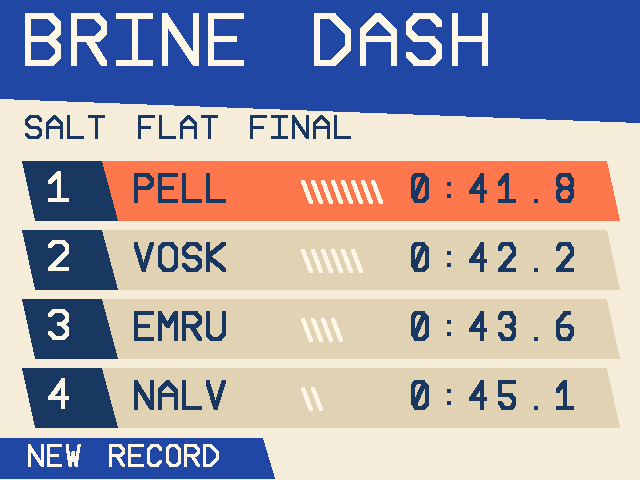 BRINE DASH
SALT FLAT FINAL
1 PELL 0:41.8
2 VOSK 0:42.2
3 EMRU 0:43.6
4 NALV 0:45.1
NEW RECORD